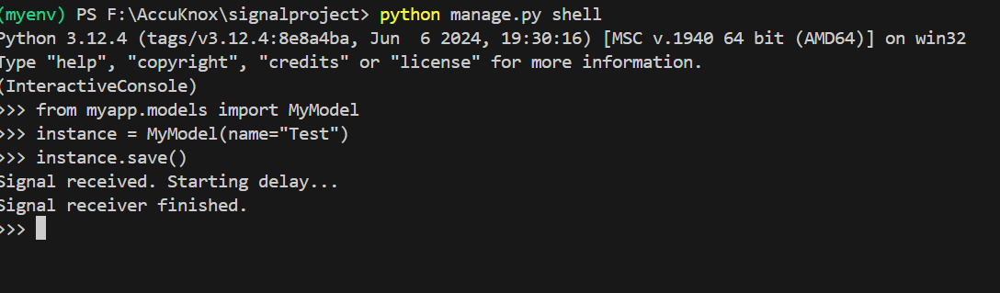 (myenv) PS F:\AccuKnox\signalproject> python manage.py shell
Python 3.12.4 (tags/v3.12.4:8e8a4ba, Jun  6 2024, 19:30:16) [MSC v.1940 64 bit (AMD64)] on win32
Type "help", "copyright", "credits" or "license" for more information.
(InteractiveConsole)
>>> from myapp.models import MyModel
>>> instance = MyModel(name="Test")
>>> instance.save()
Signal received. Starting delay...
Signal receiver finished.
>>>